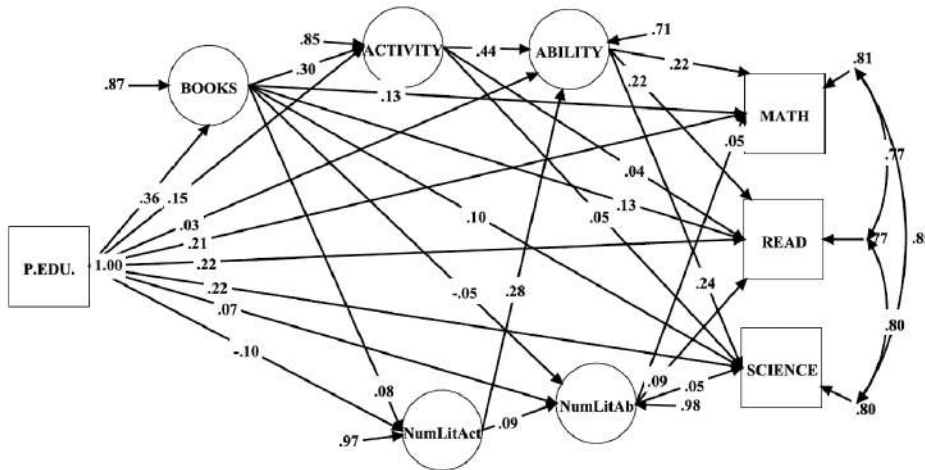 .85 ACTIVITY .44 ABILITY .71
.87 BOOKS .30 .13 .22 .22 .81
MATH
.05
.77
.36 .15 .04
.03 .13
.21 .10 .05
P.EDU. 1.00 .22 READ .77
.22 .28 .24
.07 -.05
-.10 .80
.08 .09 .05 SCIENCE
.97 NumLitAct .09 NumLitAb .98 .80